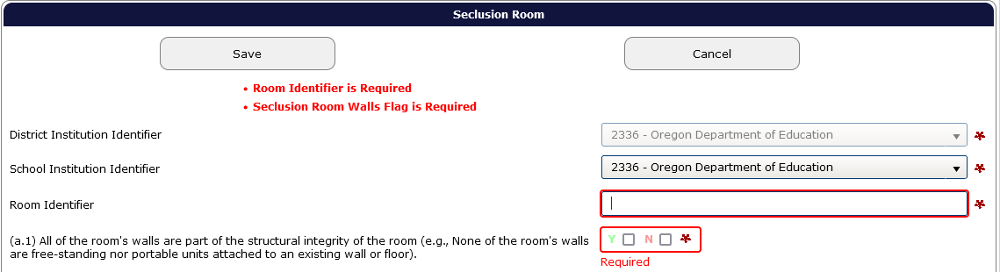 Seclusion Room
Save Cancel
• Room Identifier is Required
• Seclusion Room Walls Flag is Required
District Institution Identifier 2336 - Oregon Department of Education
School Institution Identifier 2336 - Oregon Department of Education
Room Identifier
(a.1) All of the room's walls are part of the structural integrity of the room (e.g., None of the room's walls
are free-standing nor portable units attached to an existing wall or floor).
Y N
Required